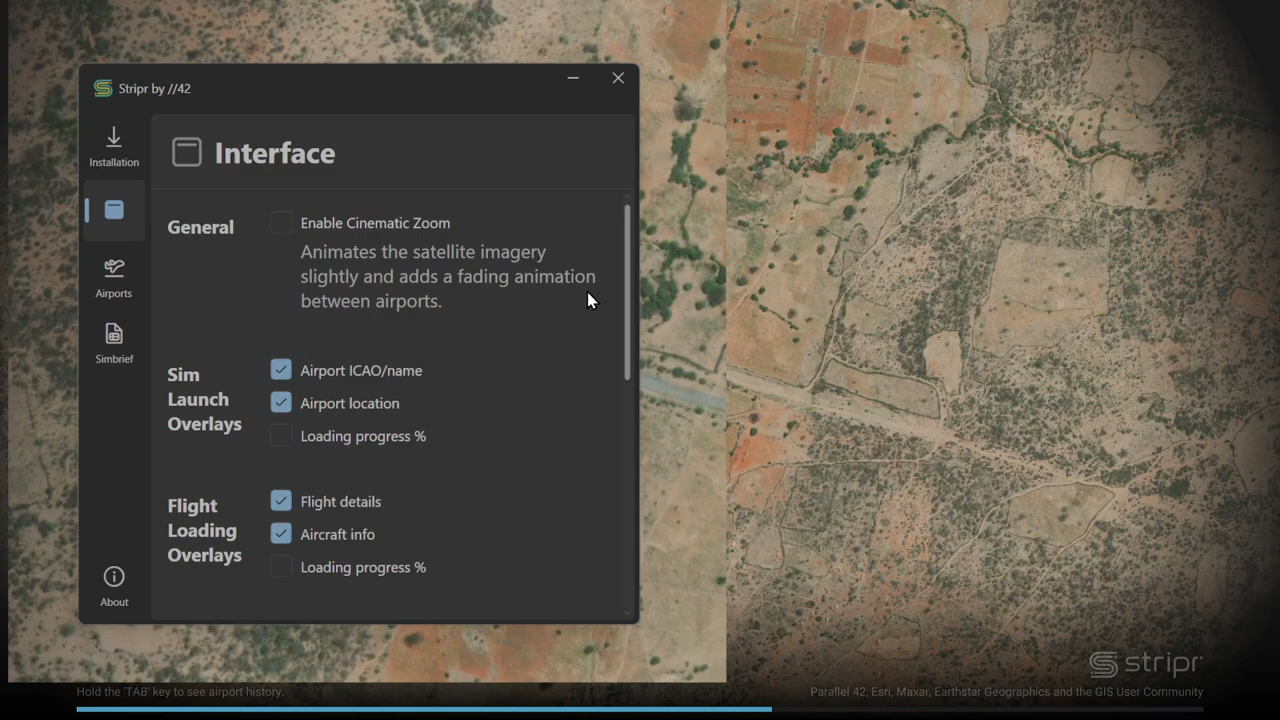 Stripr by //42
Installation
Airports
Simbrief
About
Interface
General
Enable Cinematic Zoom
Animates the satellite imagery
slightly and adds a fading animation
between airports.
Sim
Launch
Overlays
Airport ICAO/name
Airport location
Loading progress %
Flight
Loading
Overlays
Flight details
Aircraft info
Loading progress %
stripr
Hold the 'TAB' key to see airport history.
Parallel 42, Esri, Maxar, Earthstar Geographics and the GIS User Community